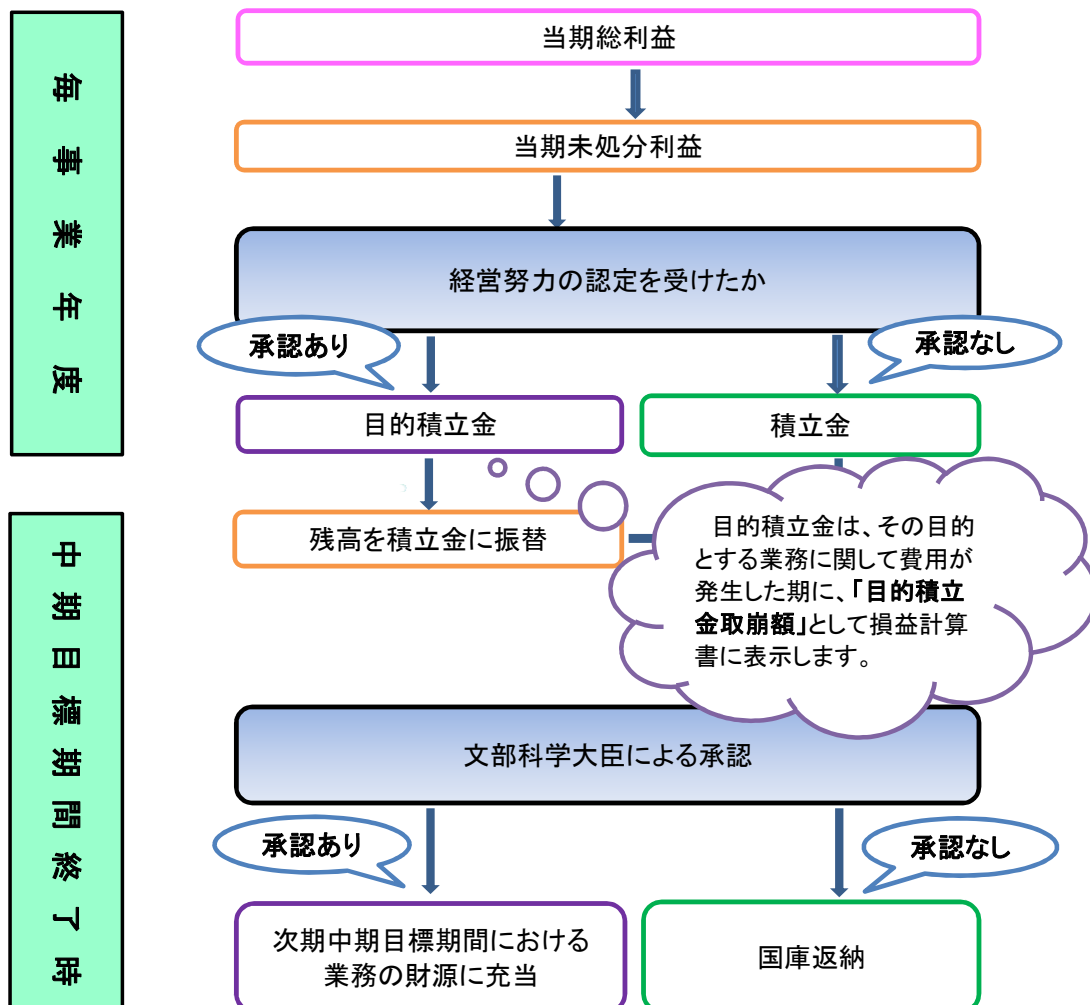 毎事業年度
当期総利益
当期未処分利益
経営努力の認定を受けたか
承認あり
承認なし
目的積立金
積立金
中期目標期間終了時
残高を積立金に振替
目的積立金は、その目的
とする業務に関して費用が
発生した期に、「目的積立
金取崩額」として損益計算
書に表示します。
文部科学大臣による承認
承認あり
承認なし
次期中期目標期間における
業務の財源に充当
国庫返納